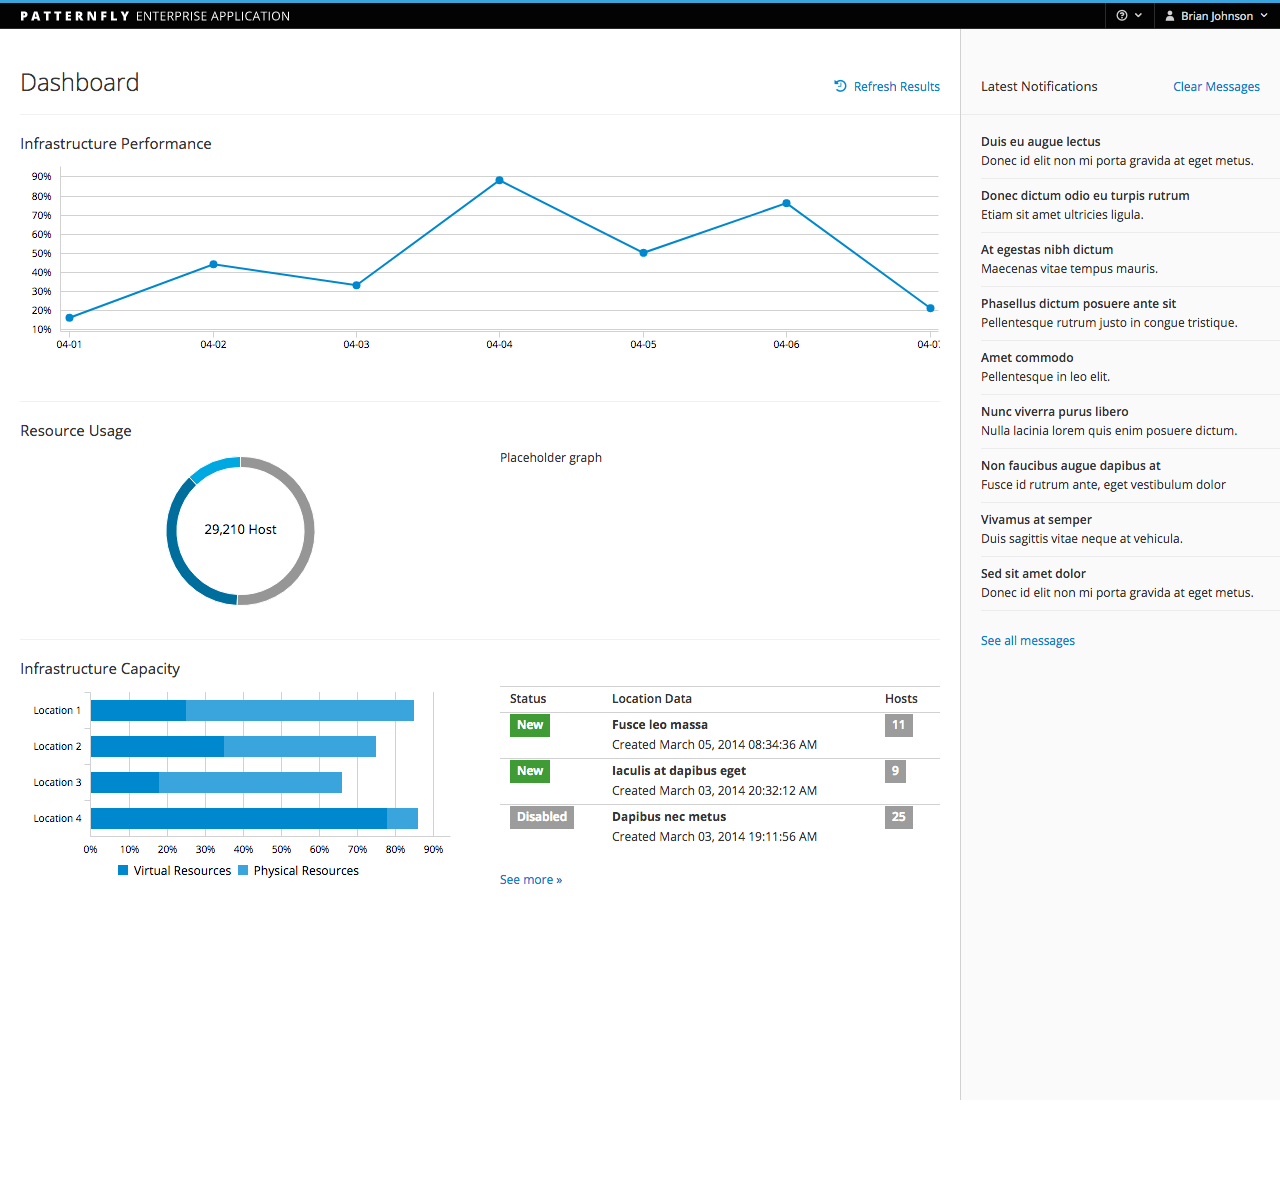 PATTERNFLY ENTERPRISE APPLICATION
Brian Johnson
Dashboard
Refresh Results
Infrastructure Performance
90%
80%
70%
60%
50%
40%
30%
20%
10%
04-01 04-02 04-03 04-04 04-05 04-06 04-0
Resource Usage
29,210 Host
Placeholder graph
Infrastructure Capacity
Location 1
Location 2
Location 3
Location 4
0% 10% 20% 30% 40% 50% 60% 70% 80% 90%
Virtual Resources Physical Resources
Status Location Data Hosts
New Fusce leo massa 11
Created March 05, 2014 08:34:36 AM
New Iaculis at dapibus eget 9
Created March 03, 2014 20:32:12 AM
Disabled Dapibus nec metus 25
Created March 03, 2014 19:11:56 AM
See more »
Latest Notifications Clear Messages
Duis eu augue lectus
Donec id elit non mi porta gravida at eget metus.
Donec dictum odio eu turpis rutrum
Etiam sit amet ultricies ligula.
At egestas nibh dictum
Maecenas vitae tempus mauris.
Phasellus dictum posuere ante sit
Pellentesque rutrum justo in congue tristique.
Amet commodo
Pellentesque in leo elit.
Nunc viverra purus libero
Nulla lacinia lorem quis enim posuere dictum.
Non faucibus augue dapibus at
Fusce id rutrum ante, eget vestibulum dolor
Vivamus at semper
Duis sagittis vitae neque at vehicula.
Sed sit amet dolor
Donec id elit non mi porta gravida at eget metus.
See all messages